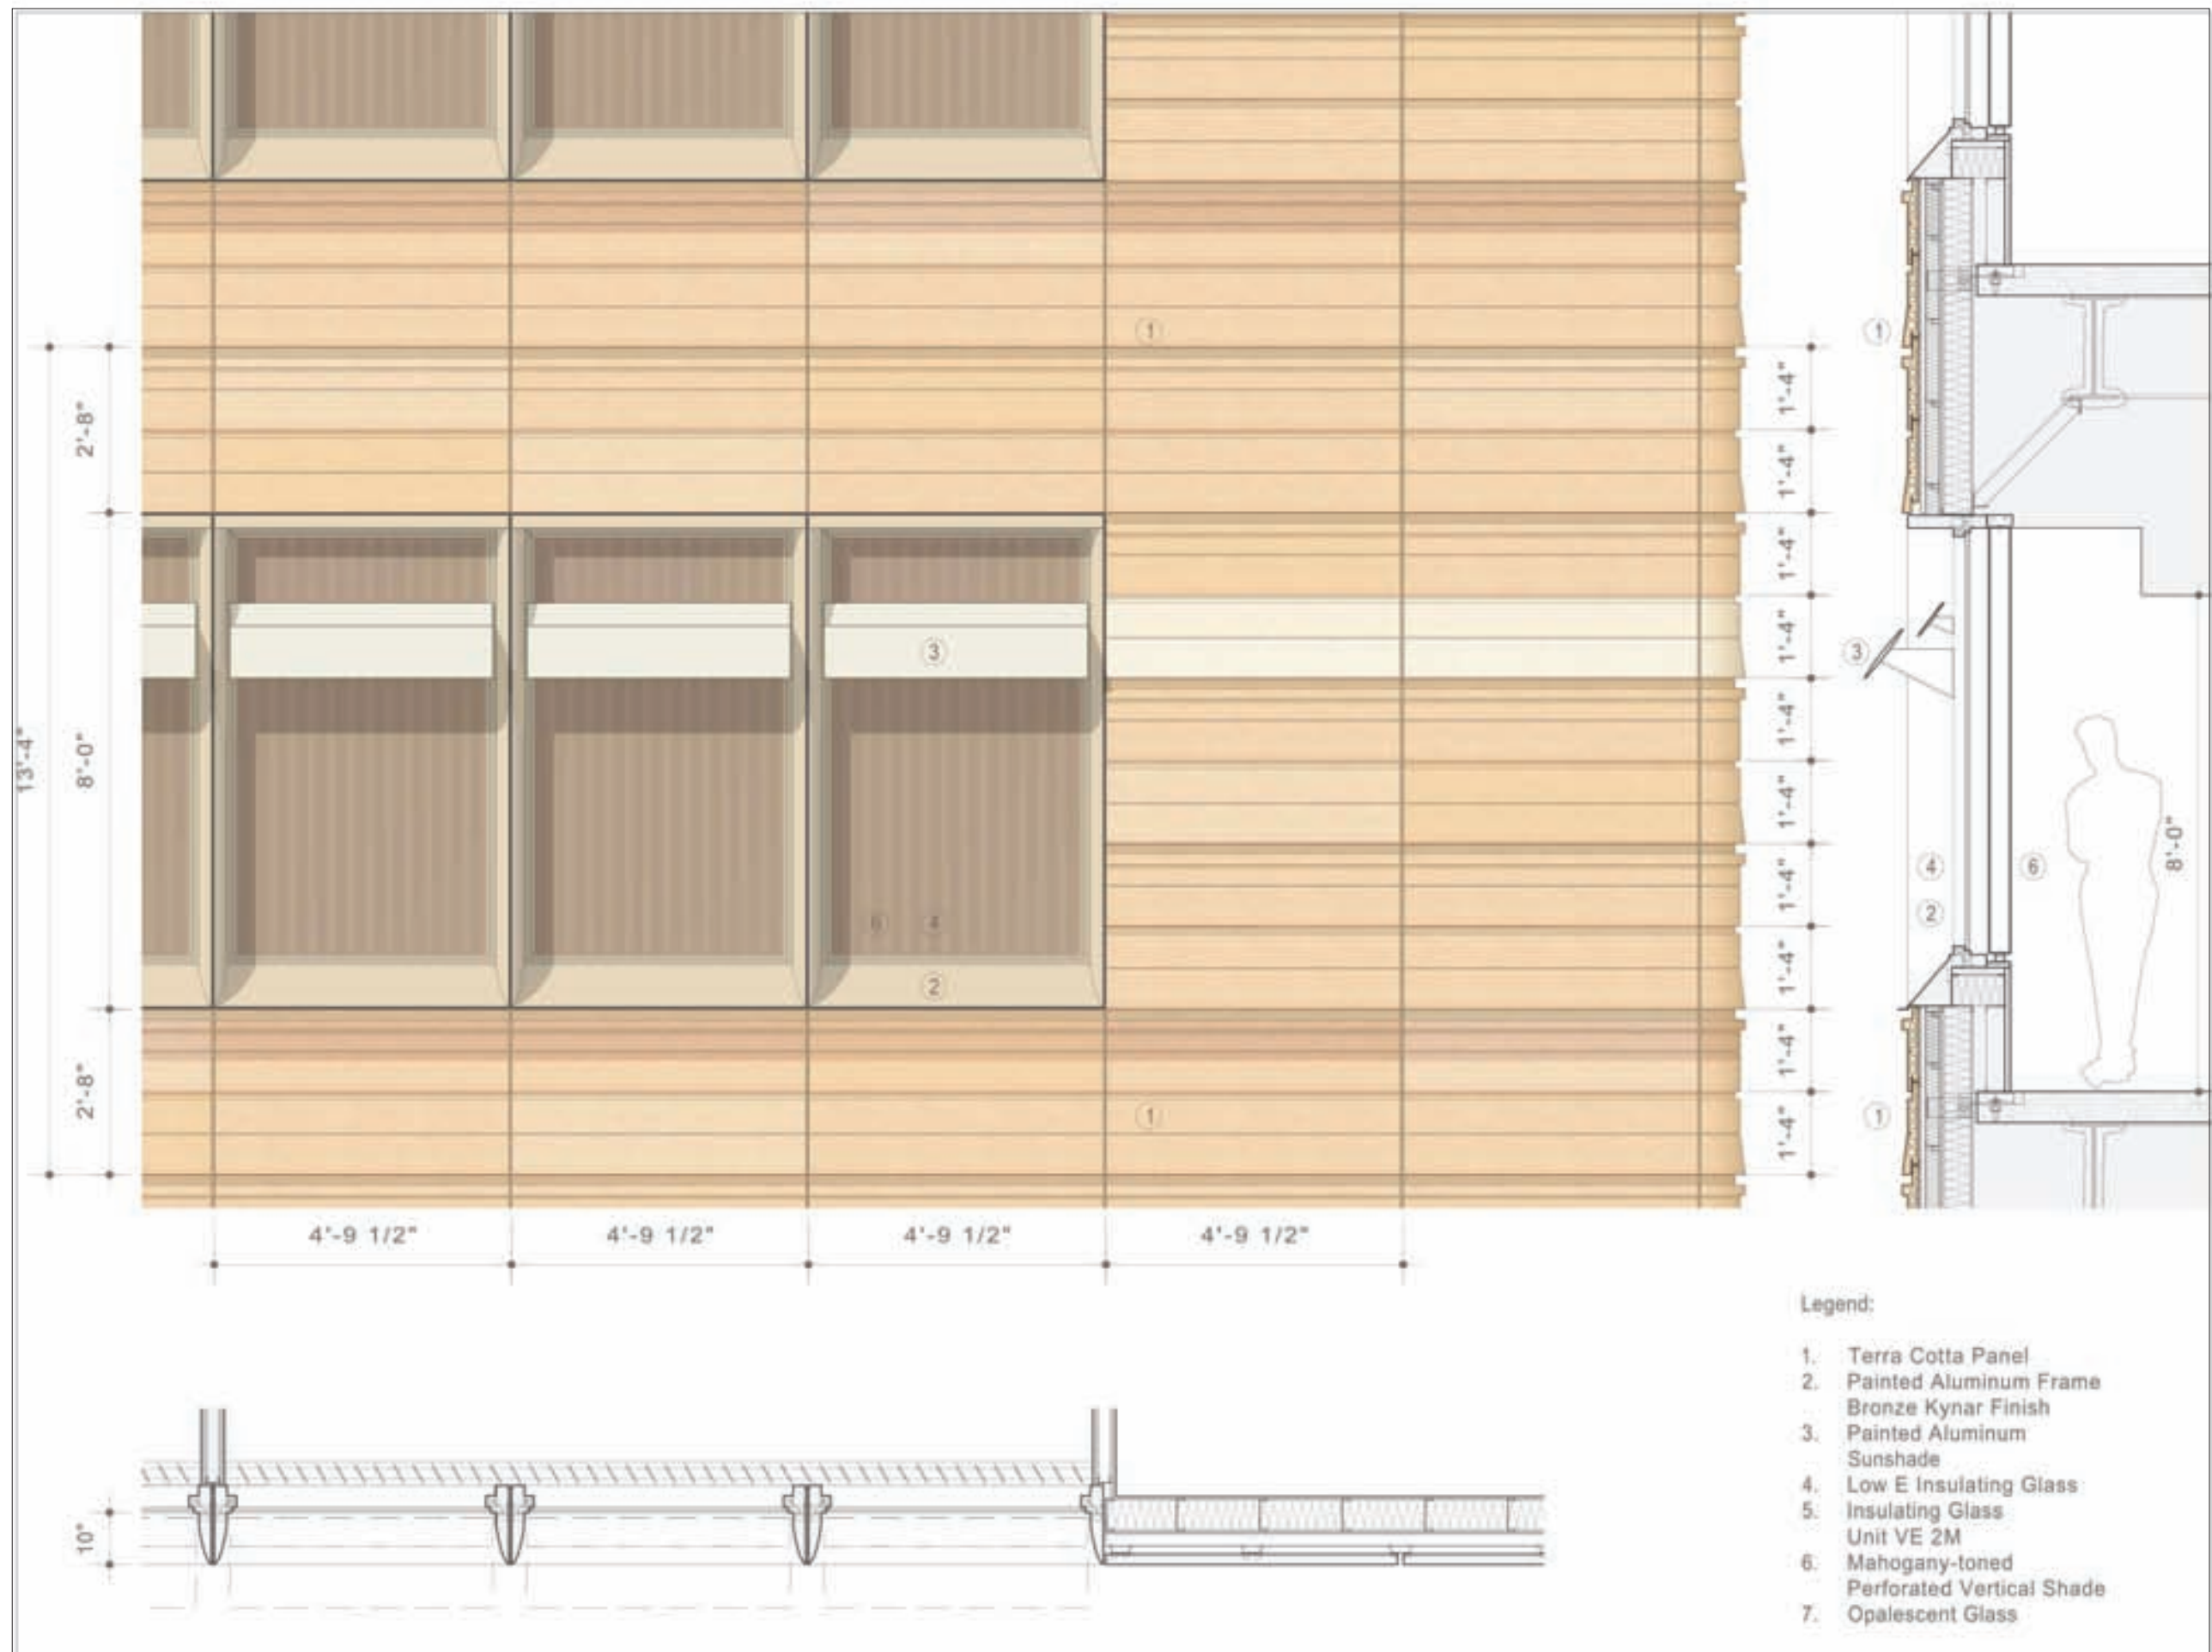 1
1
2'-8"
1'-4"
1'-4"
1'-4"
3
3
1'-4"
13'-4"
8'-0"
1'-4"
1'-4"
8'-0"
6
4
4
6
1'-4"
2
2
1'-4"
1'-4"
2'-8"
1
1'-4"
1
4'-9 1/2"
4'-9 1/2"
4'-9 1/2"
4'-9 1/2"
10"
Legend:
1. Terra Cotta Panel
2. Painted Aluminum Frame
Bronze Kynar Finish
3. Painted Aluminum
Sunshade
4. Low E Insulating Glass
5. Insulating Glass
Unit VE 2M
6. Mahogany-toned
Perforated Vertical Shade
7. Opalescent Glass